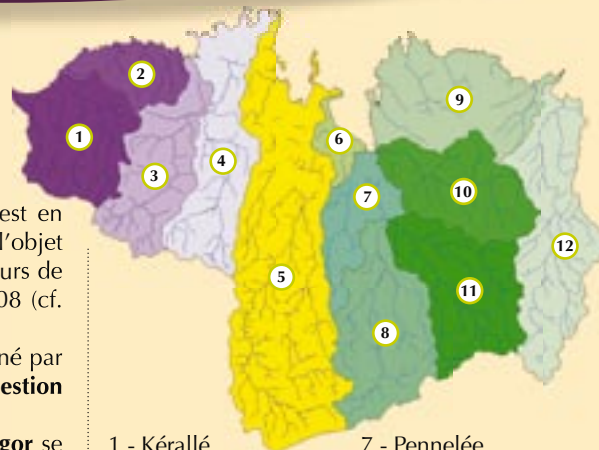 2
9
6
1
4
3
7
10
est en
l'objet
12
urs de
5
11
08 (cf.
8
né par
estion
gor se
1 - Kérallé
7 - Pennelée